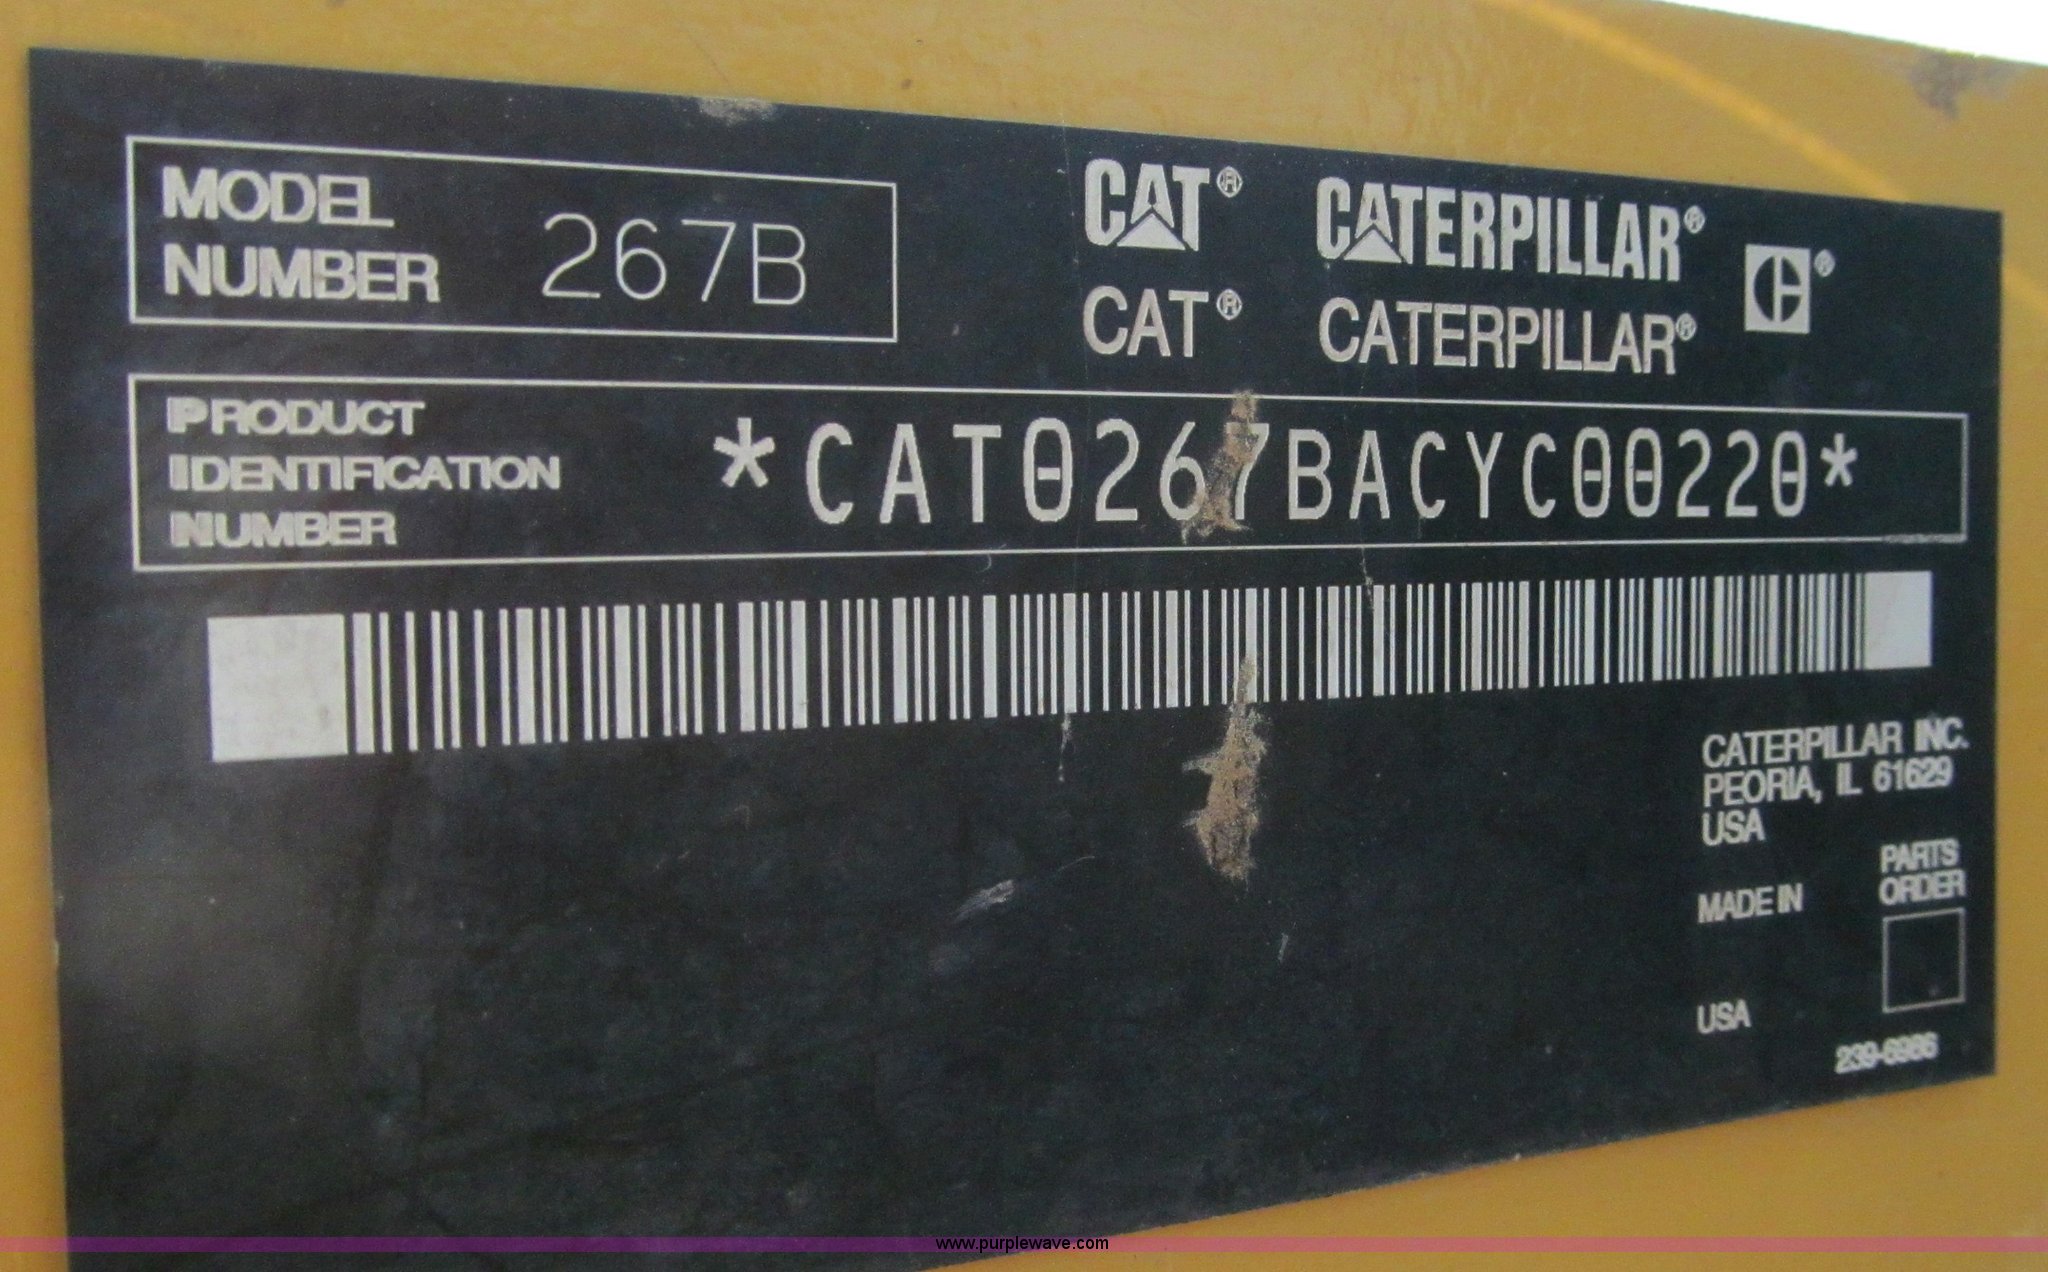 MODEL
NUMBER 267B
CAT® CATERPILLAR®
CAT® CATERPILLAR®
PRODUCT
IDENTIFICATION
NUMBER
*CAT0267BACYC00220*
CATERPILLAR INC.
PEORIA, IL 61629
USA
MADE IN
USA
PARTS
ORDER
239-6986
www.purplewave.com